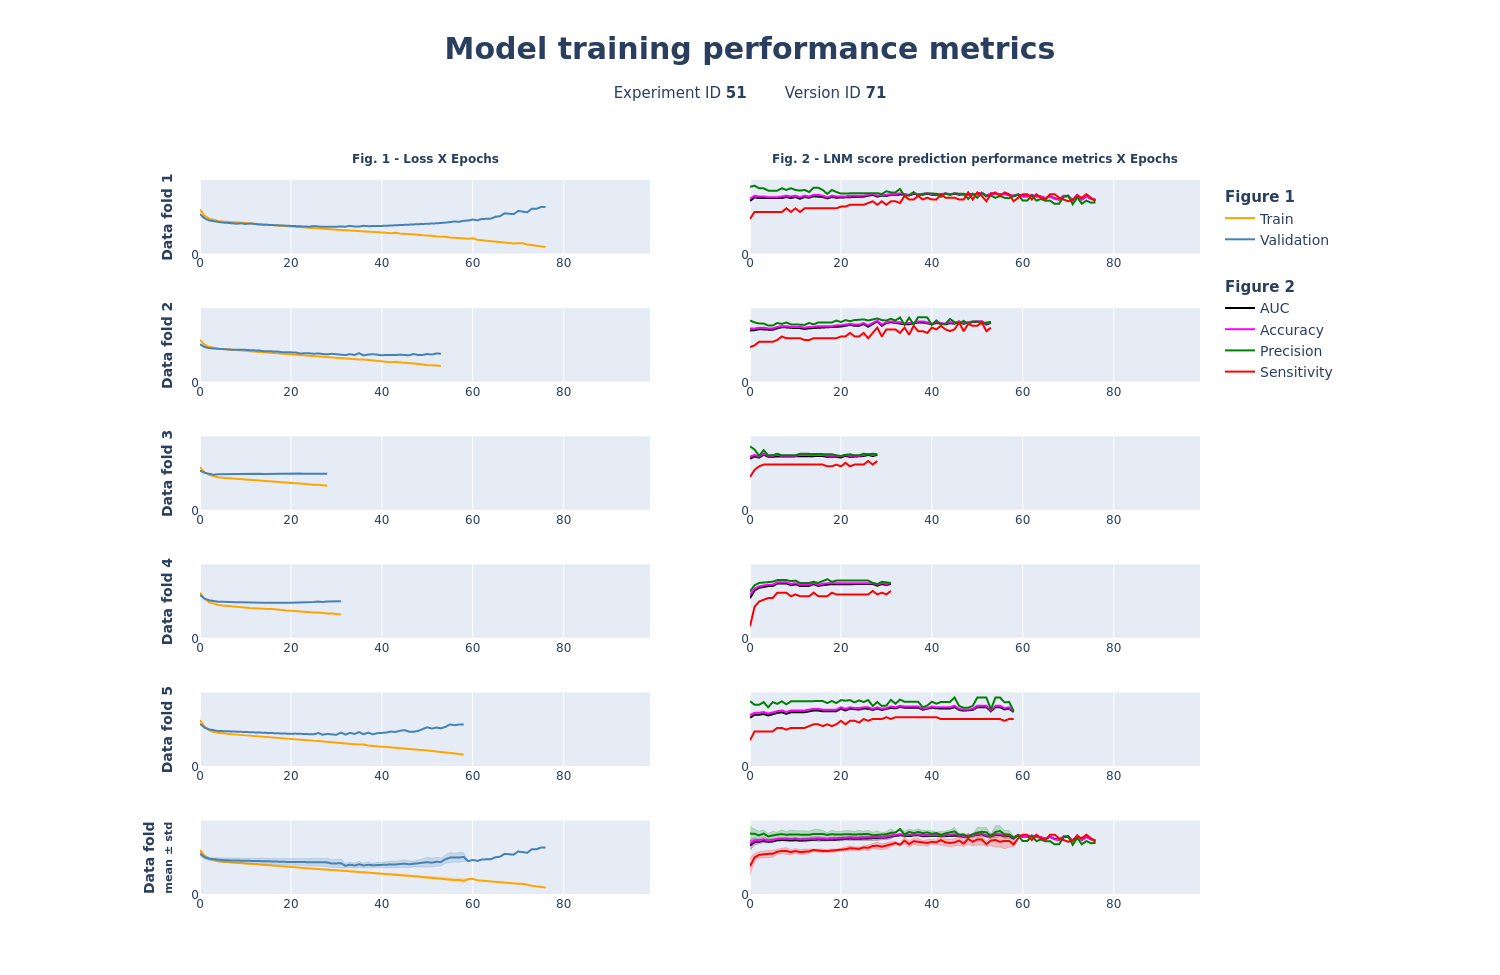 Model training performance metrics
Experiment ID 51 Version ID 71
Fig. 1 - Loss X Epochs
Fig. 2 - LNM score prediction performance metrics X Epochs
Data fold 1
0
0 20 40 60 80
0
0 20 40 60 80
Figure 1
Train
Validation
Figure 2
AUC
Accuracy
Precision
Sensitivity
Data fold 2
0
0 20 40 60 80
0
0 20 40 60 80
Data fold 3
0
0 20 40 60 80
0
0 20 40 60 80
Data fold 4
0
0 20 40 60 80
0
0 20 40 60 80
Data fold 5
0
0 20 40 60 80
0
0 20 40 60 80
Data fold
mean ± std
0
0 20 40 60 80
0
0 20 40 60 80